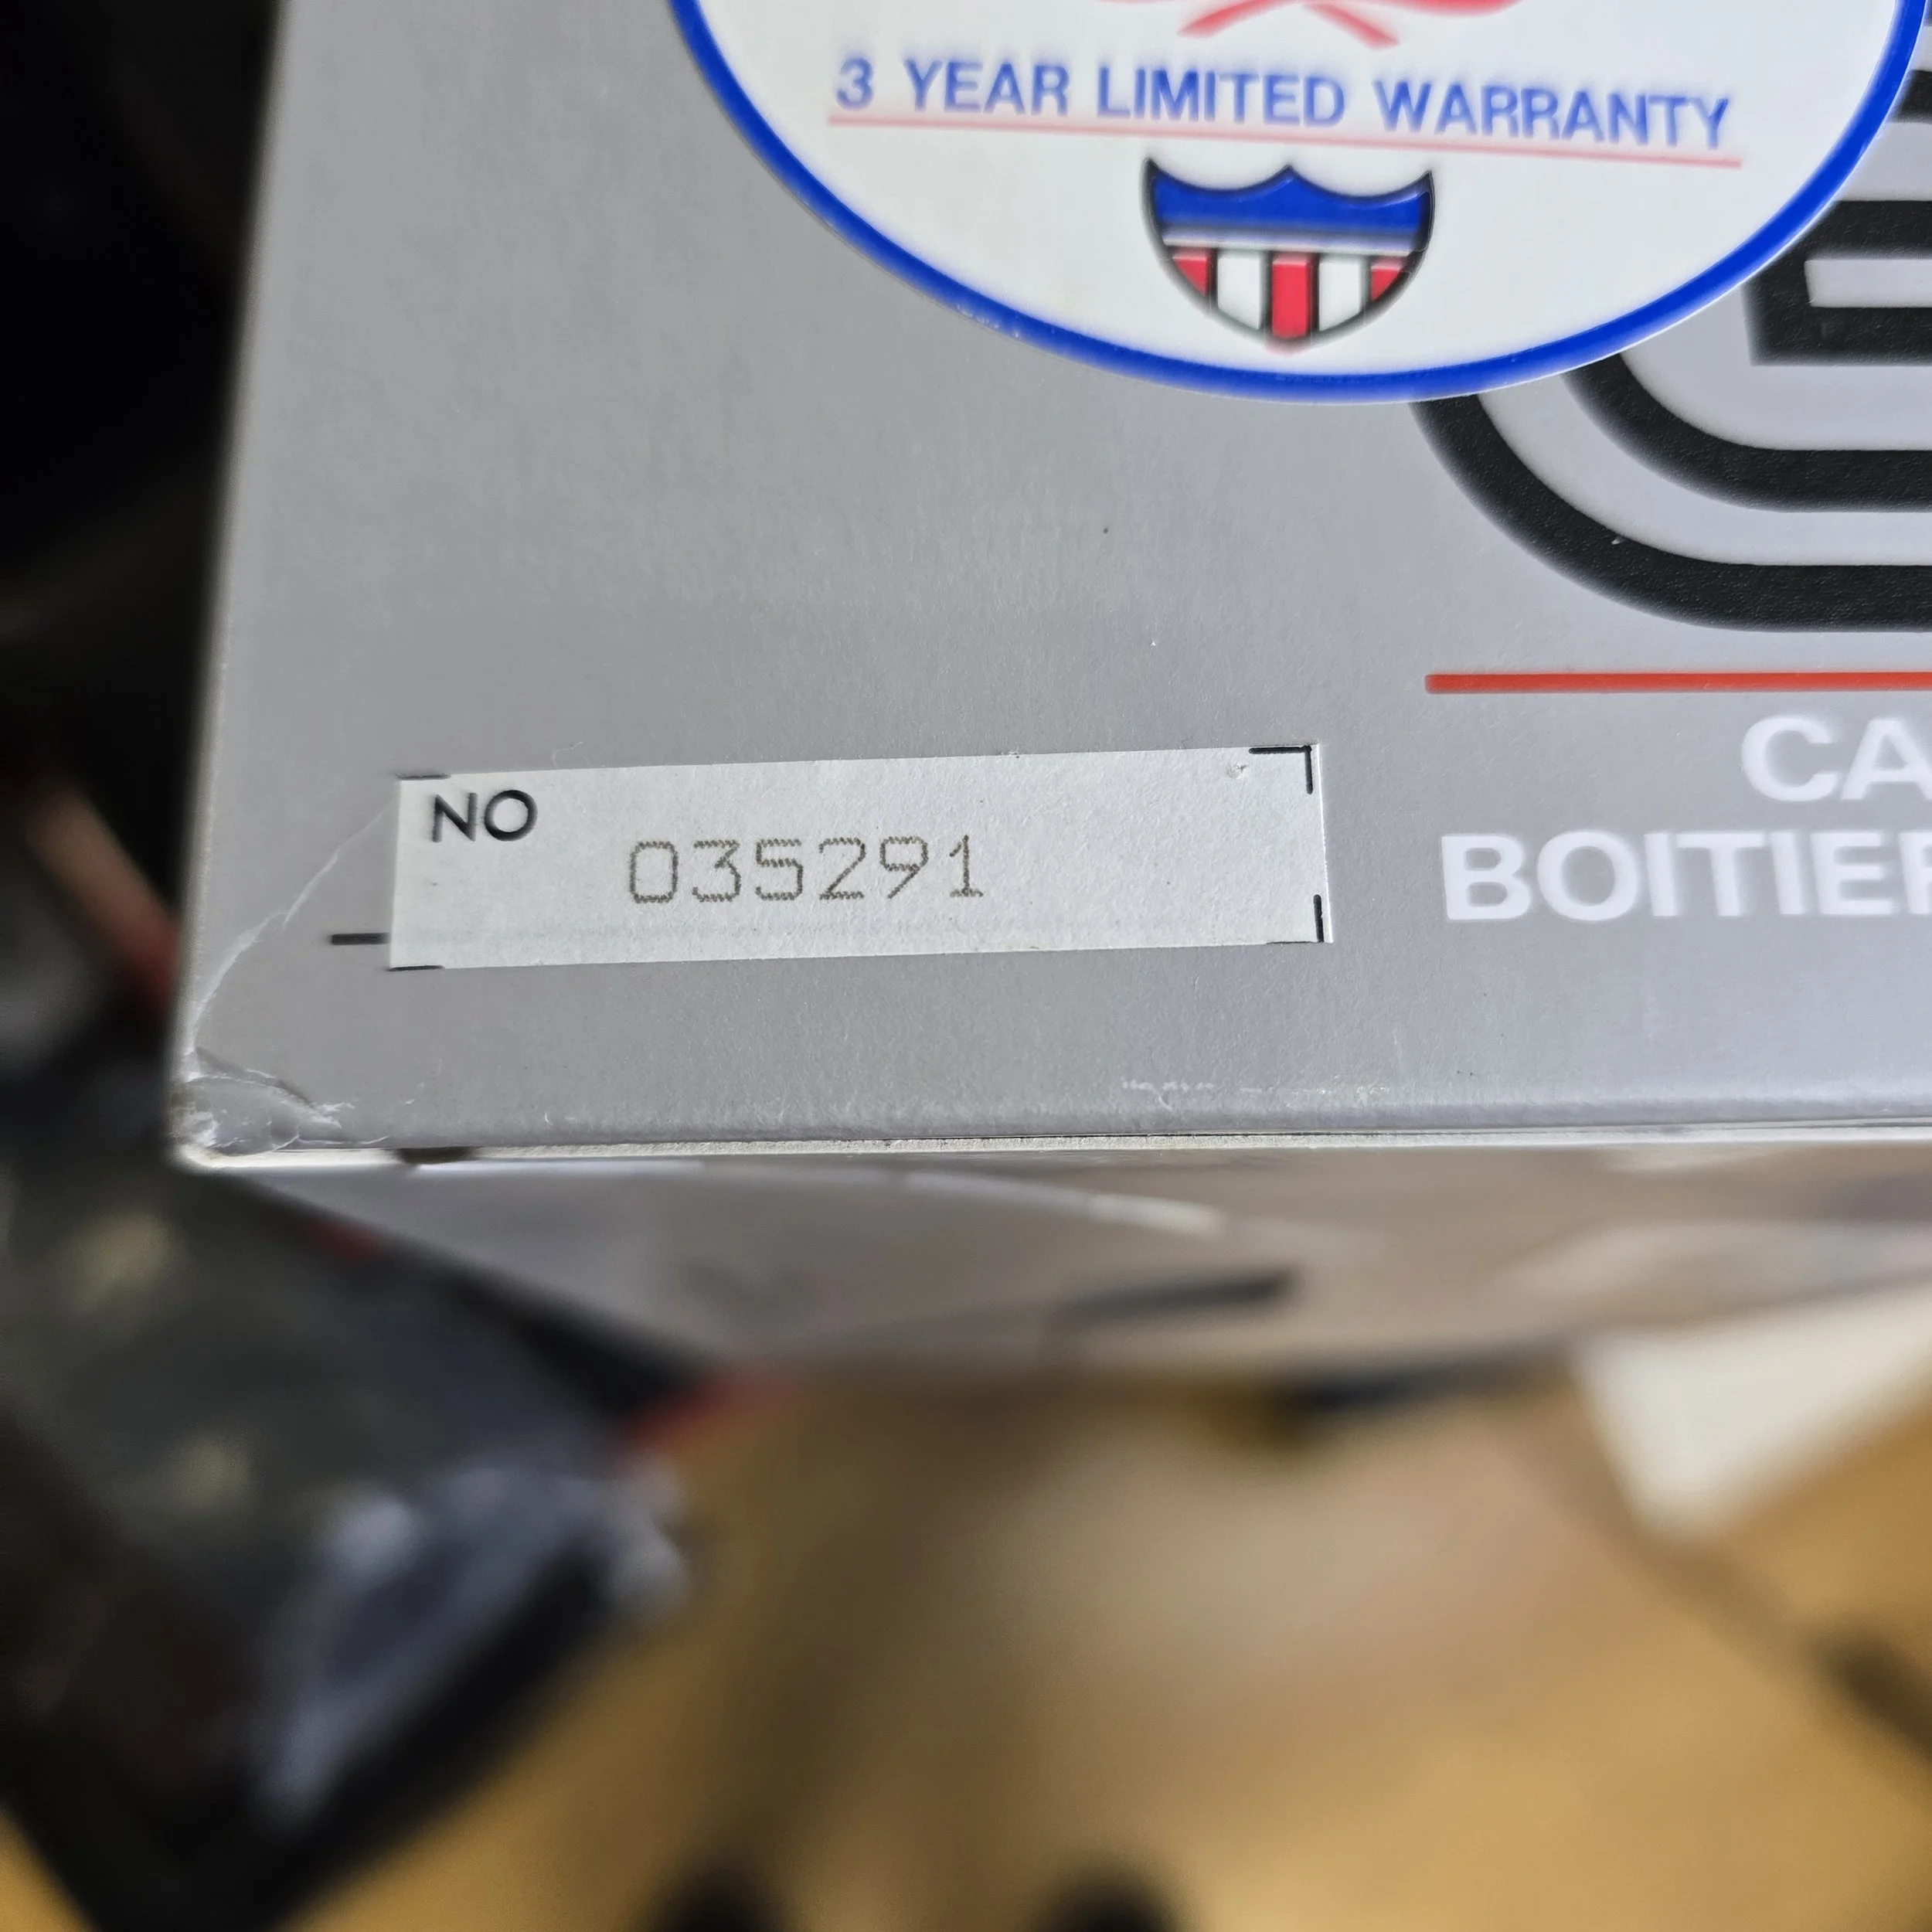 3 YEAR LIMITED WARRANTY
NO 035291
CA
BOITIER